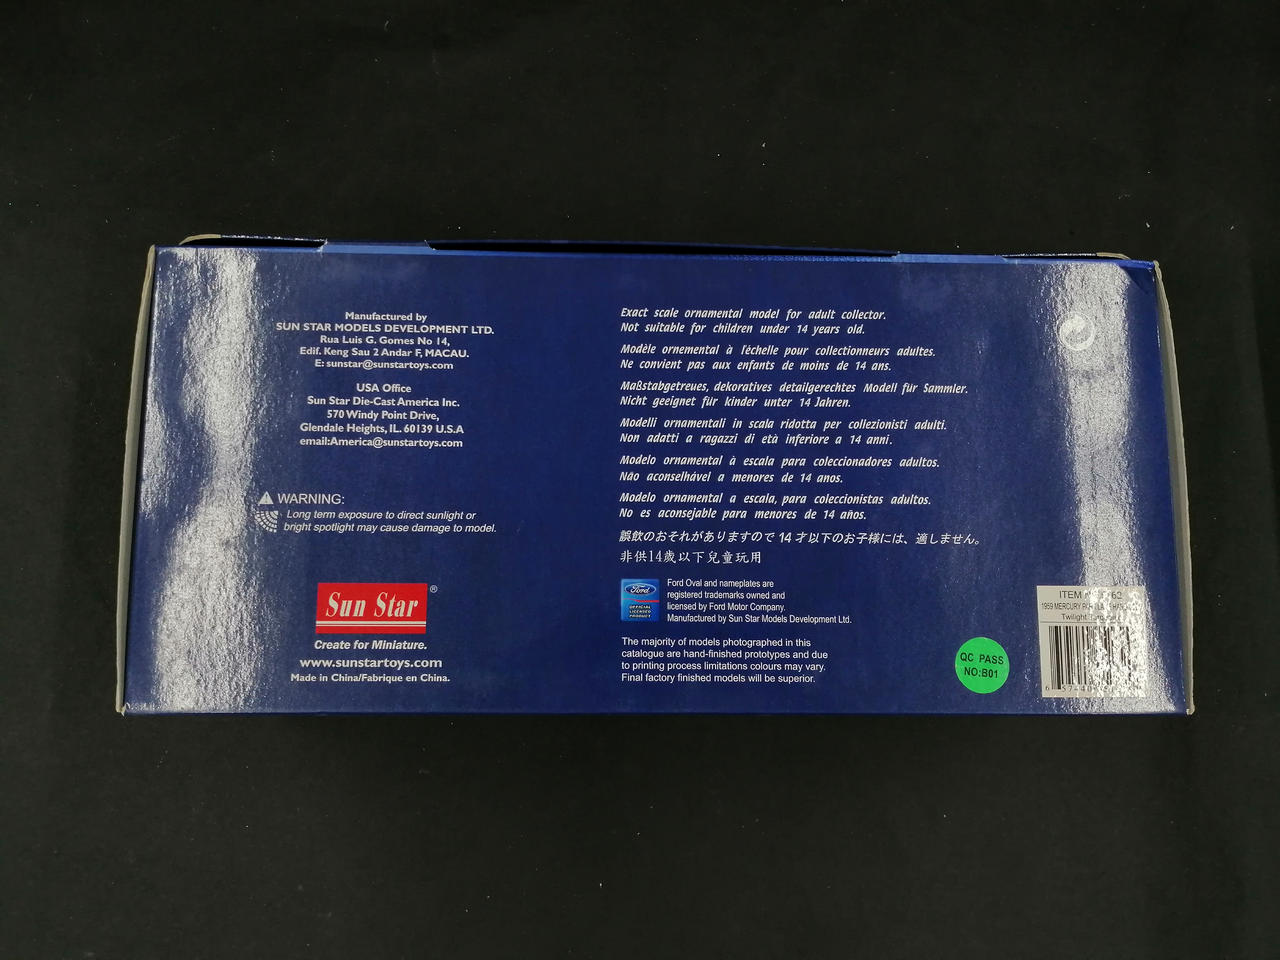 Manufactured by
SUN STAR MODELS DEVELOPMENT LTD.
Rua Luis G. Gomes No 14,
Edif. Keng Sau 2 Andar F, MACAU.
E: sunstar@sunstartoys.com
USA Office
Sun Star Die-Cast America Inc.
570 Windy Point Drive,
Glendale Heights, IL. 60139 U.S.A
email:America@sunstartoys.com
WARNING:
Long term exposure to direct sunlight or
bright spotlight may cause damage to model.
Sun Star®
Create for Miniature.
www.sunstartoys.com
Made in China/Fabrique en China.
Exact scale ornamental model for adult collector.
Not suitable for children under 14 years old.
Modèle ornemental à l'échelle pour collectionneurs adultes.
Ne convient pas aux enfants de moins de 14 ans.
Maßstabgetreues, dekoratives detailgerechtes Modell für Sammler.
Nicht geeignet für kinder unter 14 Jahren.
Modelli ornamentali in scala ridotta per collezionisti adulti.
Non adatti a ragazzi di età inferiore a 14 anni.
Modelo ornamental à escala para coleccionadores adultos.
Não aconselhável a menores de 14 anos.
Modelo ornamental a escala, para coleccionistas adultos.
No es aconsejable para menores de 14 años.
誤飲のおそれがありますので 14 才以下のお子様には、適しません。
非供14歲以下兒童玩用
Ford
OFFICIAL
LICENSED
PRODUCT
Ford Oval and nameplates are
registered trademarks owned and
licensed by Ford Motor Company.
Manufactured by Sun Star Models Development Ltd.
The majority of models photographed in this
catalogue are hand-finished prototypes and due
to printing process limitations colours may vary.
Final factory finished models will be superior.
QC PASS
NO:B01
ITEM
1959 MERCURY
Twilight